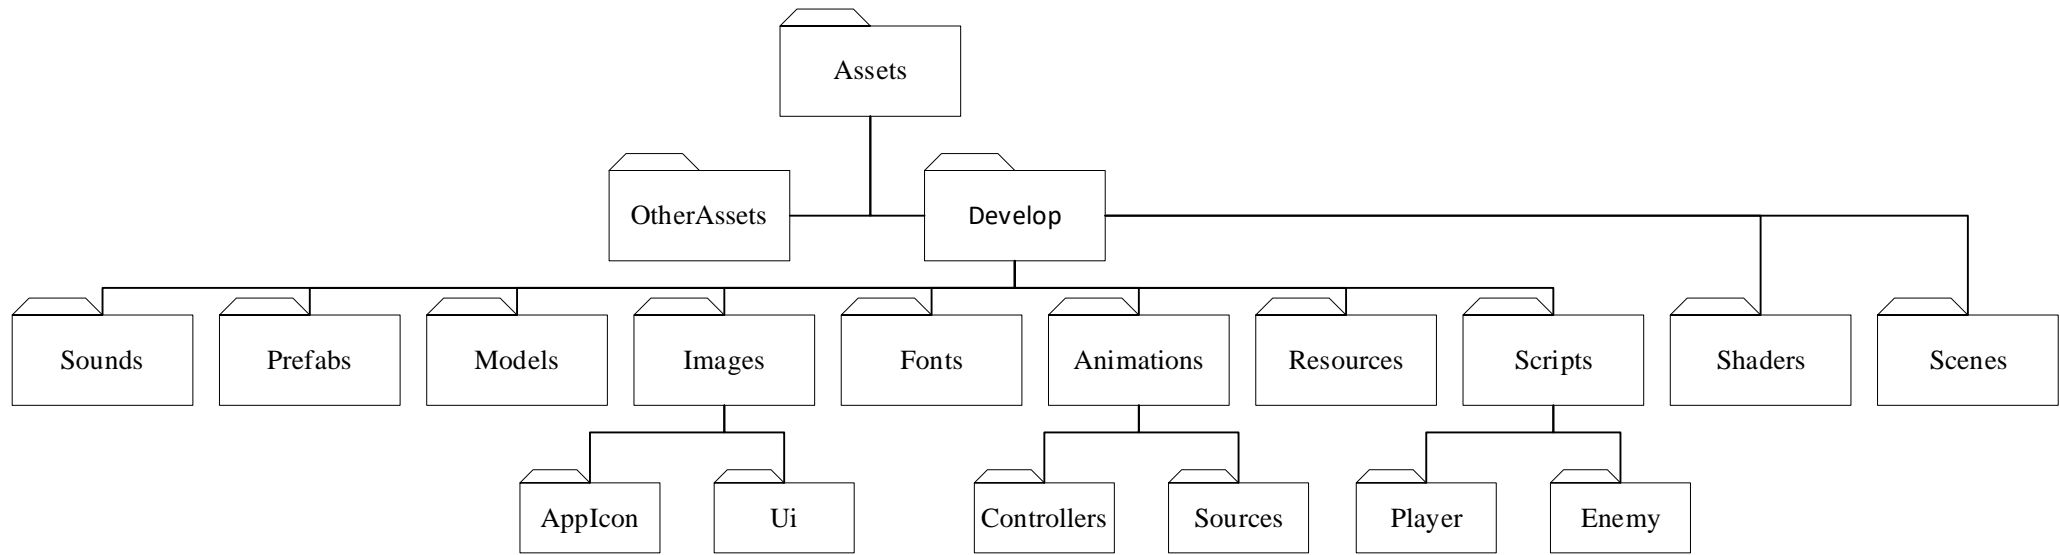 Assets
OtherAssets
Develop
Sounds
Prefabs
Models
Images
Fonts
Animations
Resources
Scripts
Shaders
Scenes
AppIcon
Ui
Controllers
Sources
Player
Enemy